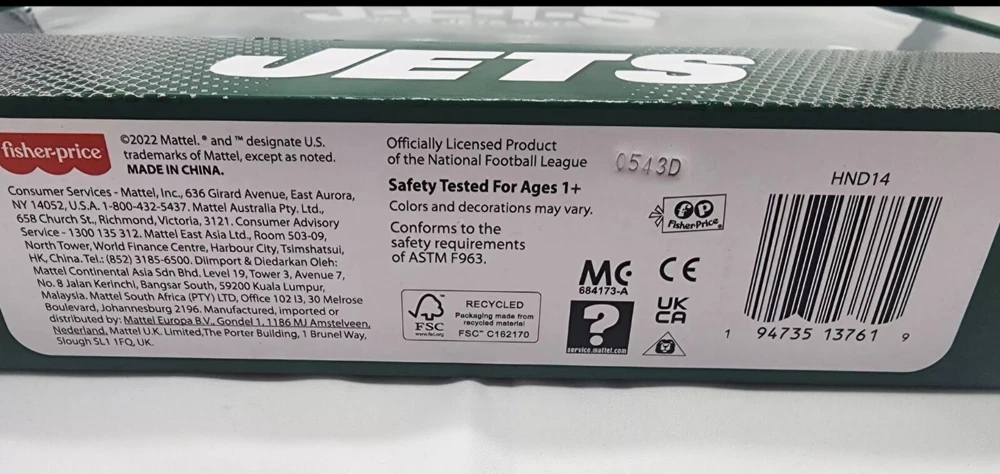 JETS
JETS
fisher-price
©2022 Mattel.® and ™ designate U.S.
trademarks of Mattel, except as noted.
MADE IN CHINA.
Consumer Services - Mattel, Inc., 636 Girard Avenue, East Aurora,
NY 14052, U.S.A. 1-800-432-5437. Mattel Australia Pty. Ltd.,
658 Church St., Richmond, Victoria, 3121. Consumer Advisory
Service - 1300 135 312. Mattel East Asia Ltd., Room 503-09,
North Tower, World Finance Centre, Harbour City, Tsimshatsui,
HK, China. Tel.: (852) 3185-6500. Diimport & Diedarkan Oleh:
Mattel Continental Asia Sdn Bhd. Level 19, Tower 3, Avenue 7,
No. 8 Jalan Kerinchi, Bangsar South, 59200 Kuala Lumpur,
Malaysia. Mattel South Africa (PTY) LTD, Office 102 I3, 30 Melrose
Boulevard, Johannesburg 2196. Manufactured, imported or
distributed by: Mattel Europa B.V., Gondel 1, 1186 MJ Amstelveen,
Nederland. Mattel U.K. Limited, The Porter Building, 1 Brunel Way,
Slough SL1 1FQ, UK.
Officially Licensed Product
of the National Football League
Safety Tested For Ages 1+
Colors and decorations may vary.
Conforms to the
safety requirements
of ASTM F963.
FSC
www.fsc.org
RECYCLED
Packaging made from
recycled material
FSC™ C162170
0543D
fp
Fisher-Price®
MC
684173-A
CE
?
service.mattel.com
UK
CA
HND14
1 94735 13761 9